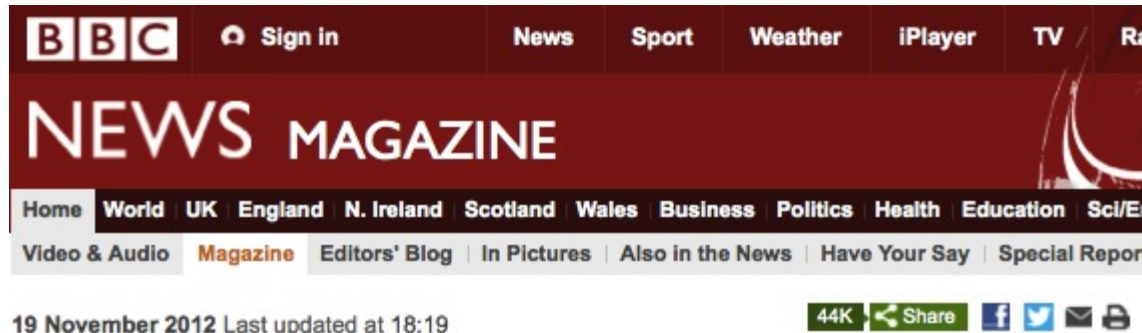 BBC Sign in News Sport Weather iPlayer TV
NEWS MAGAZINE
Home World UK England N. Ireland Scotland Wales Business Politics Health Education
Video & Audio Magazine Editors' Blog In Pictures Also in the News Have Your Say Special
19 November 2012 Last updated at 18:19 44K Share